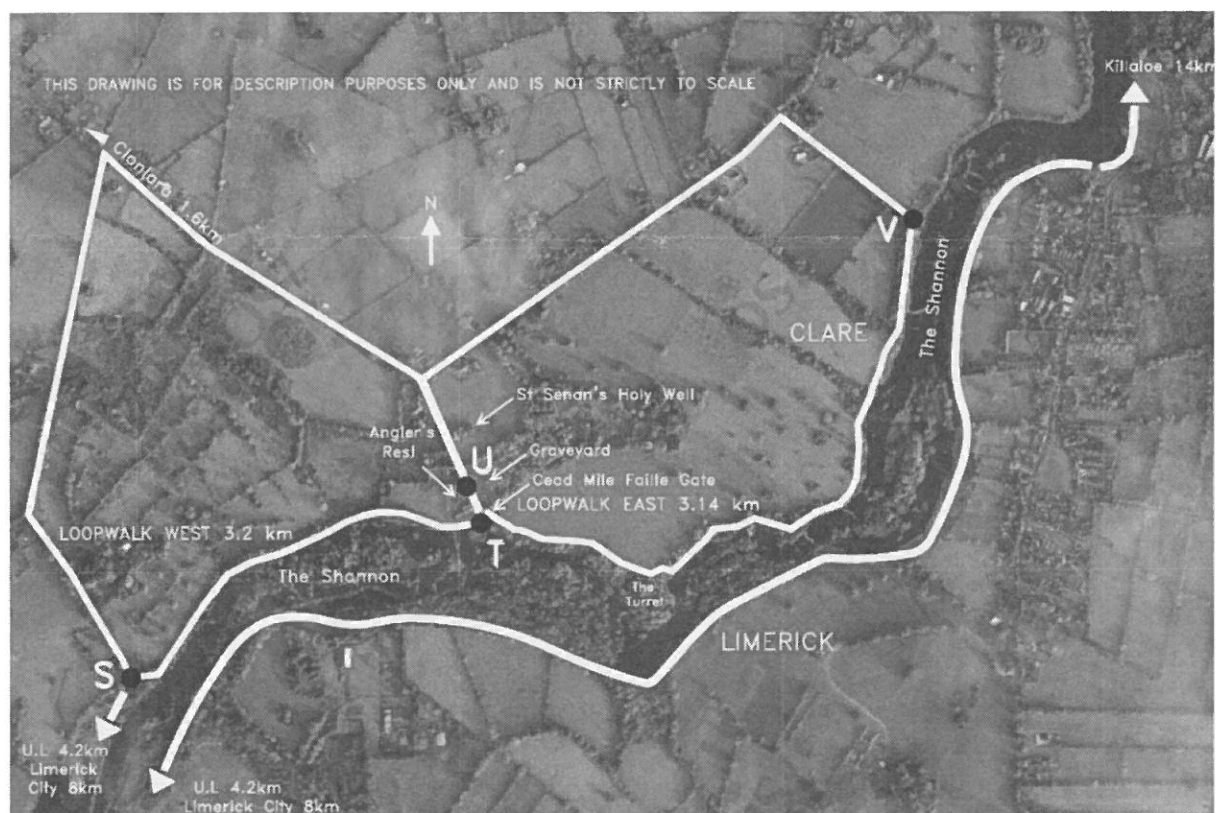 THIS DRAWING IS FOR DESCRIPTION PURPOSES ONLY AND IS NOT STRICTLY TO SCALE
Killaloe 14km
Clonlara 1.6km
N
V
The Shannon
CLARE
St Senan's Holy Well
Angler's
Rest
U
Graveyard
Cead Mile Failte Gate
LOOPWALK EAST 3.14 km
LOOPWALK WEST 3.2 km
T
The Shannon
The
Turret
LIMERICK
S
U.L 4.2km
Limerick
City 8km
U.L 4.2km
Limerick City 8km